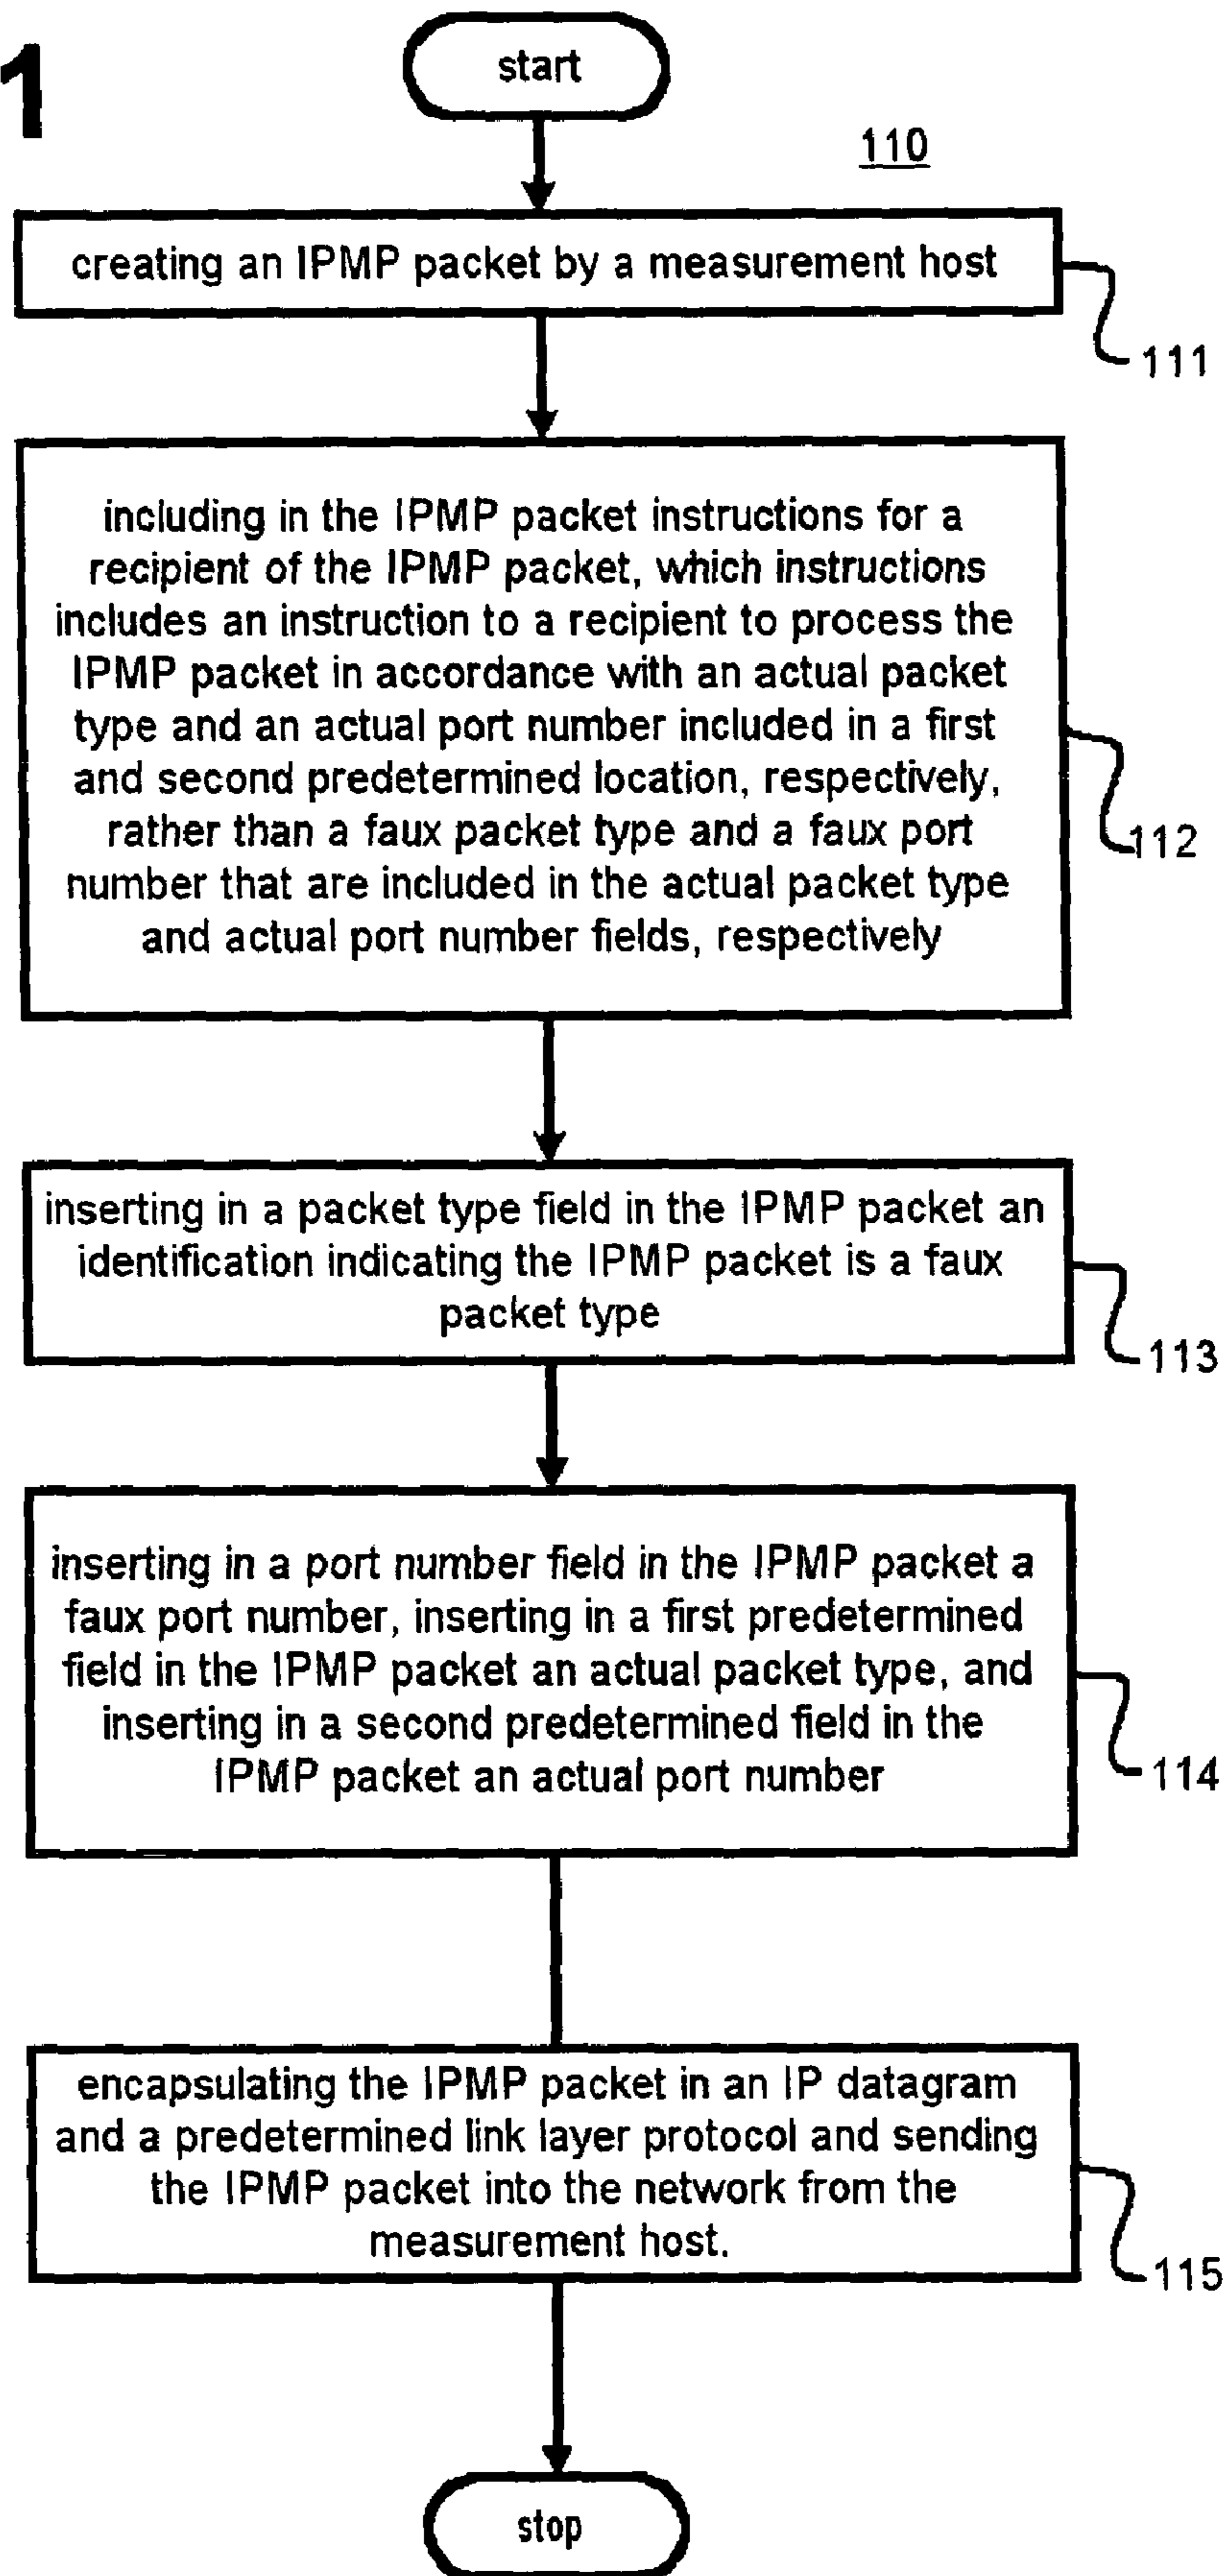 1
start
110
creating an IPMP packet by a measurement host
111
including in the IPMP packet instructions for a
recipient of the IPMP packet, which instructions
includes an instruction to a recipient to process the
IPMP packet in accordance with an actual packet
type and an actual port number included in a first
and second predetermined location, respectively,
rather than a faux packet type and a faux port
number that are included in the actual packet type
and actual port number fields, respectively
112
inserting in a packet type field in the IPMP packet an
identification indicating the IPMP packet is a faux
packet type
113
inserting in a port number field in the IPMP packet a
faux port number, inserting in a first predetermined
field in the IPMP packet an actual packet type, and
inserting in a second predetermined field in the
IPMP packet an actual port number
114
encapsulating the IPMP packet in an IP datagram
and a predetermined link layer protocol and sending
the IPMP packet into the network from the
measurement host.
115
stop